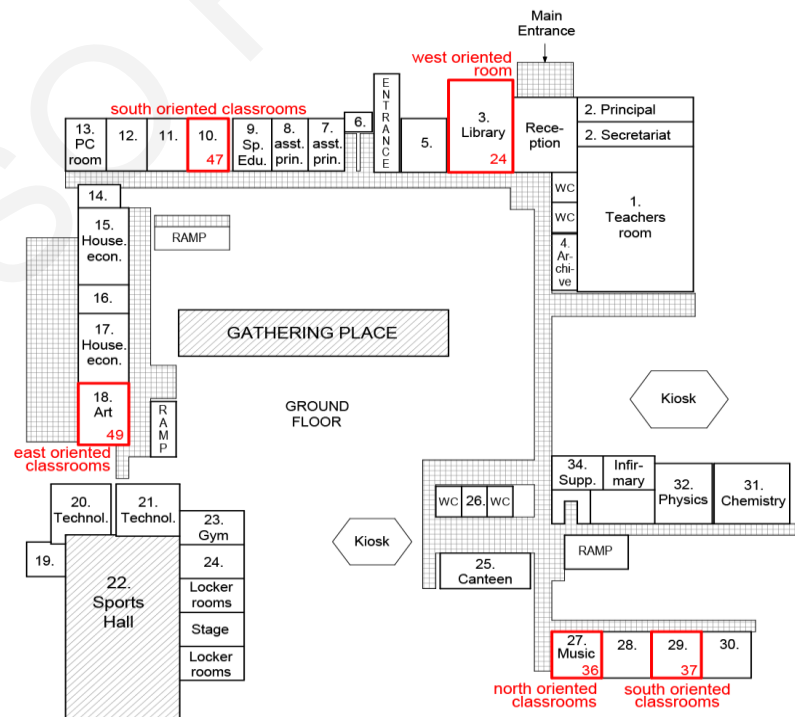 Main
Entrance
west oriented
room
south oriented classrooms
ENTRANCE
13.
PC
room
12.
11.
10.
47
9.
Sp.
Edu.
8.
asst.
prin.
7.
asst.
prin.
6.
5.
3.
Library
24
Rece-
ption
2. Principal
2. Secretariat
WC
WC
1.
Teachers
room
4.
Ar-
chi-
ve
14.
15.
House.
econ.
RAMP
16.
17.
House.
econ.
GATHERING PLACE
18.
Art
49
RAMP
GROUND
FLOOR
Kiosk
east oriented
classrooms
34.
Supp.
Infir-
mary
32.
Physics
31.
Chemistry
20.
Technol.
21.
Technol.
WC
26.
WC
23.
Gym
Kiosk
19.
24.
RAMP
25.
Canteen
22.
Sports
Hall
Locker
rooms
Stage
Locker
rooms
27.
Music
36
28.
29.
37
30.
north oriented
classrooms
south oriented
classrooms